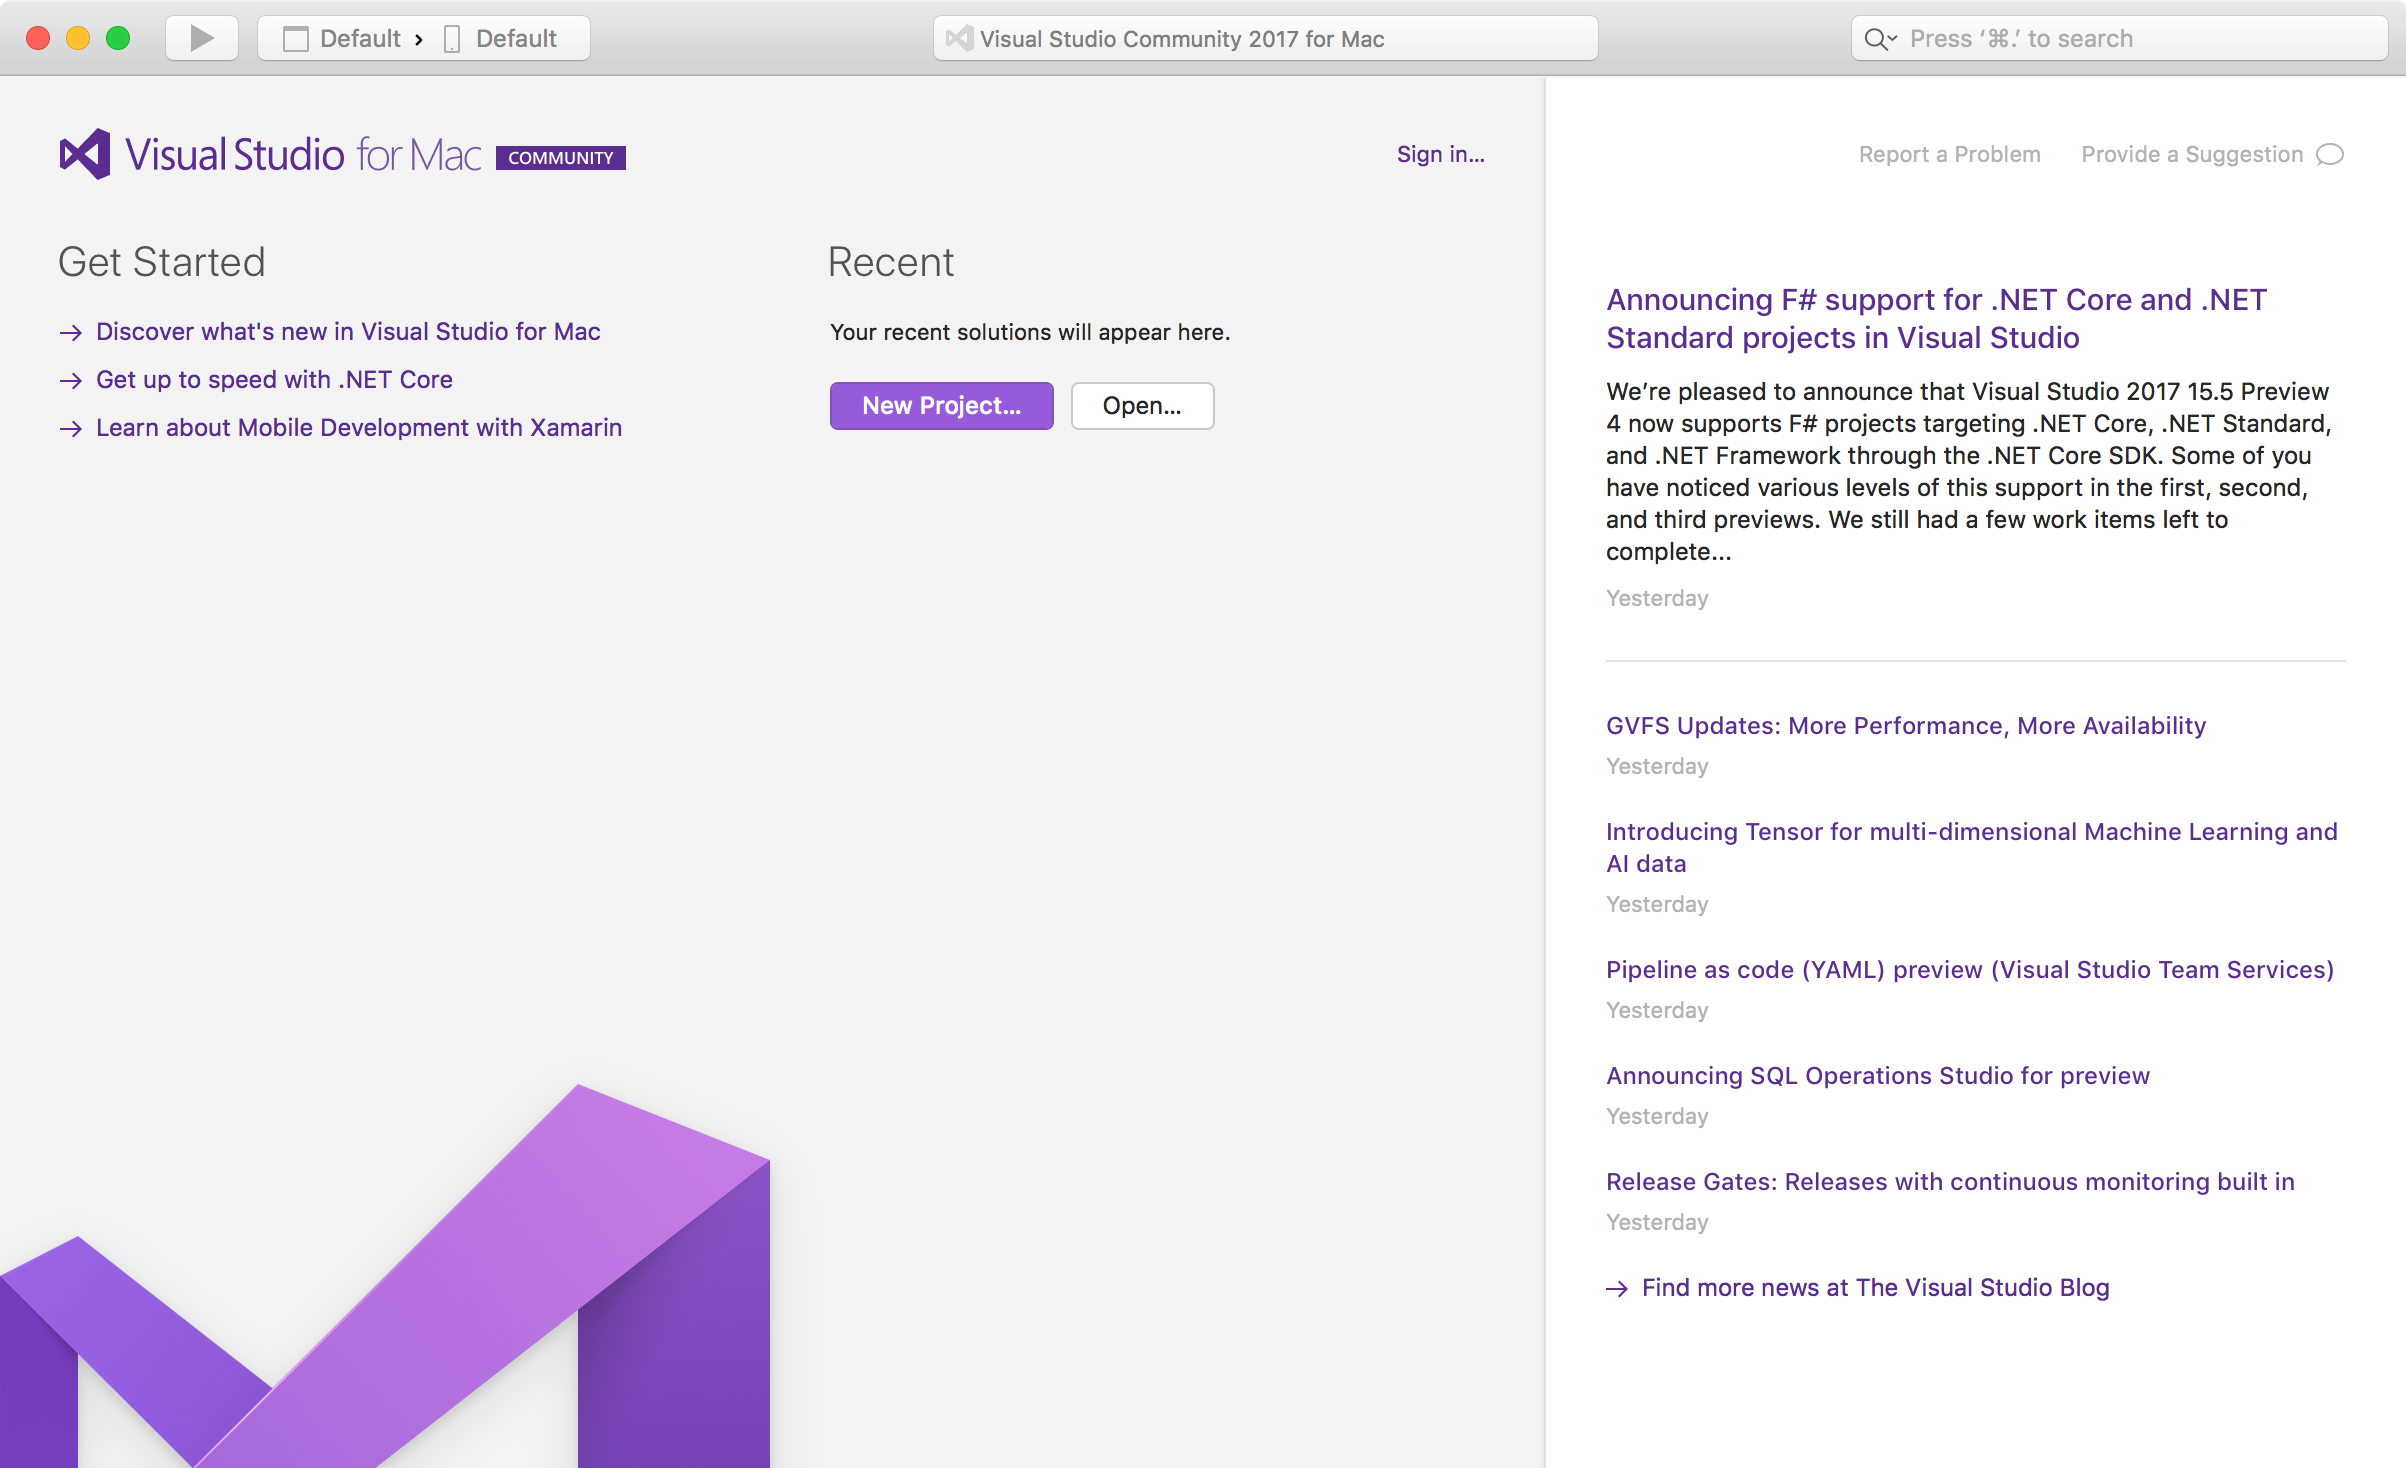 Default › Default
Visual Studio Community 2017 for Mac
Press ‘⌘.’ to search
Visual Studio for Mac COMMUNITY
Sign in...
Get Started
→ Discover what's new in Visual Studio for Mac
→ Get up to speed with .NET Core
→ Learn about Mobile Development with Xamarin
Recent
Your recent solutions will appear here.
New Project...
Open...
Report a Problem
Provide a Suggestion
Announcing F# support for .NET Core and .NET
Standard projects in Visual Studio
We’re pleased to announce that Visual Studio 2017 15.5 Preview
4 now supports F# projects targeting .NET Core, .NET Standard,
and .NET Framework through the .NET Core SDK. Some of you
have noticed various levels of this support in the first, second,
and third previews. We still had a few work items left to
complete...
Yesterday
GVFS Updates: More Performance, More Availability
Yesterday
Introducing Tensor for multi-dimensional Machine Learning and
AI data
Yesterday
Pipeline as code (YAML) preview (Visual Studio Team Services)
Yesterday
Announcing SQL Operations Studio for preview
Yesterday
Release Gates: Releases with continuous monitoring built in
Yesterday
→ Find more news at The Visual Studio Blog